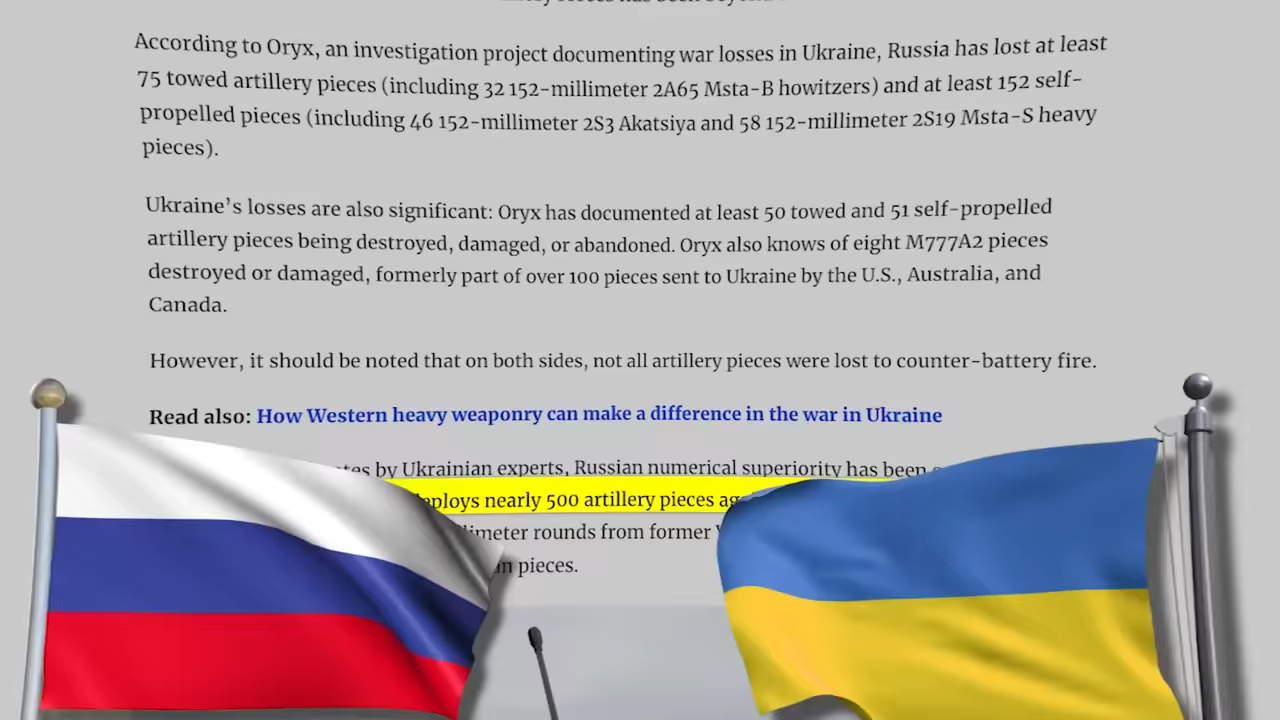 According to Oryx, an investigation project documenting war losses in Ukraine, Russia has lost at least
75 towed artillery pieces (including 32 152-millimeter 2A65 Msta-B howitzers) and at least 152 self-
propelled pieces (including 46 152-millimeter 2S3 Akatsiya and 58 152-millimeter 2S19 Msta-S heavy
pieces).
Ukraine’s losses are also significant: Oryx has documented at least 50 towed and 51 self-propelled
artillery pieces being destroyed, damaged, or abandoned. Oryx also knows of eight M777A2 pieces
destroyed or damaged, formerly part of over 100 pieces sent to Ukraine by the U.S., Australia, and
Canada.
However, it should be noted that on both sides, not all artillery pieces were lost to counter-battery fire.
Read also: How Western heavy weaponry can make a difference in the war in Ukraine
by Ukrainian experts, Russian numerical superiority has been
nearly 500 artillery pieces
rounds from former
pieces.